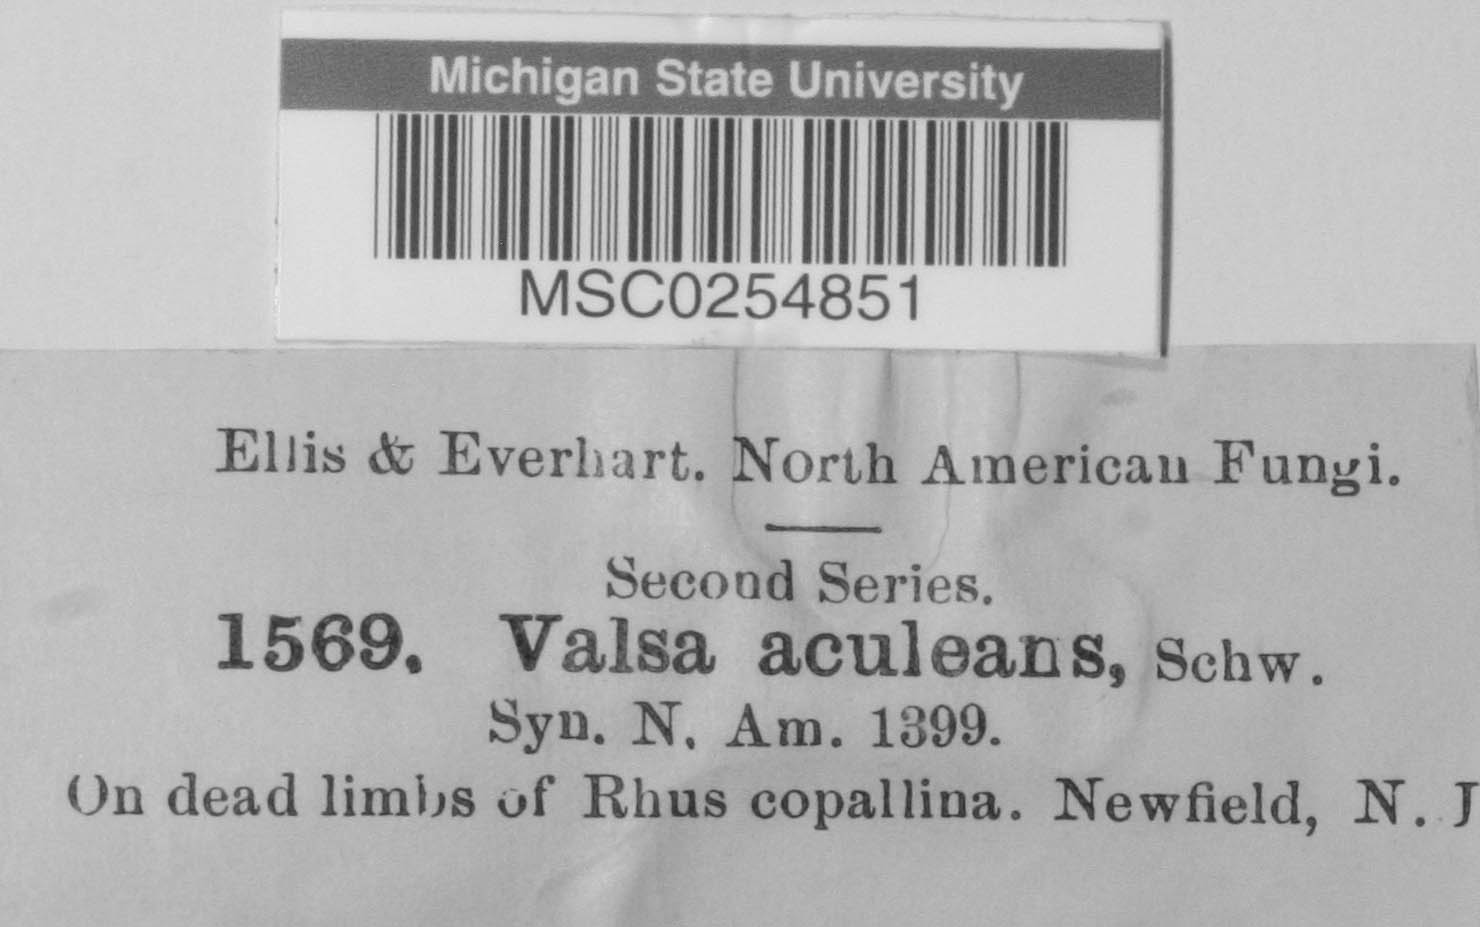 Michigan State University
MSC0254851
Ellis & Everhart. North American Fungi.
Second Series.
1569. Valsa aculeans, Schw.
Syn. N. Am. 1399.
On dead limbs of Rhus copallina. Newfield, N. J